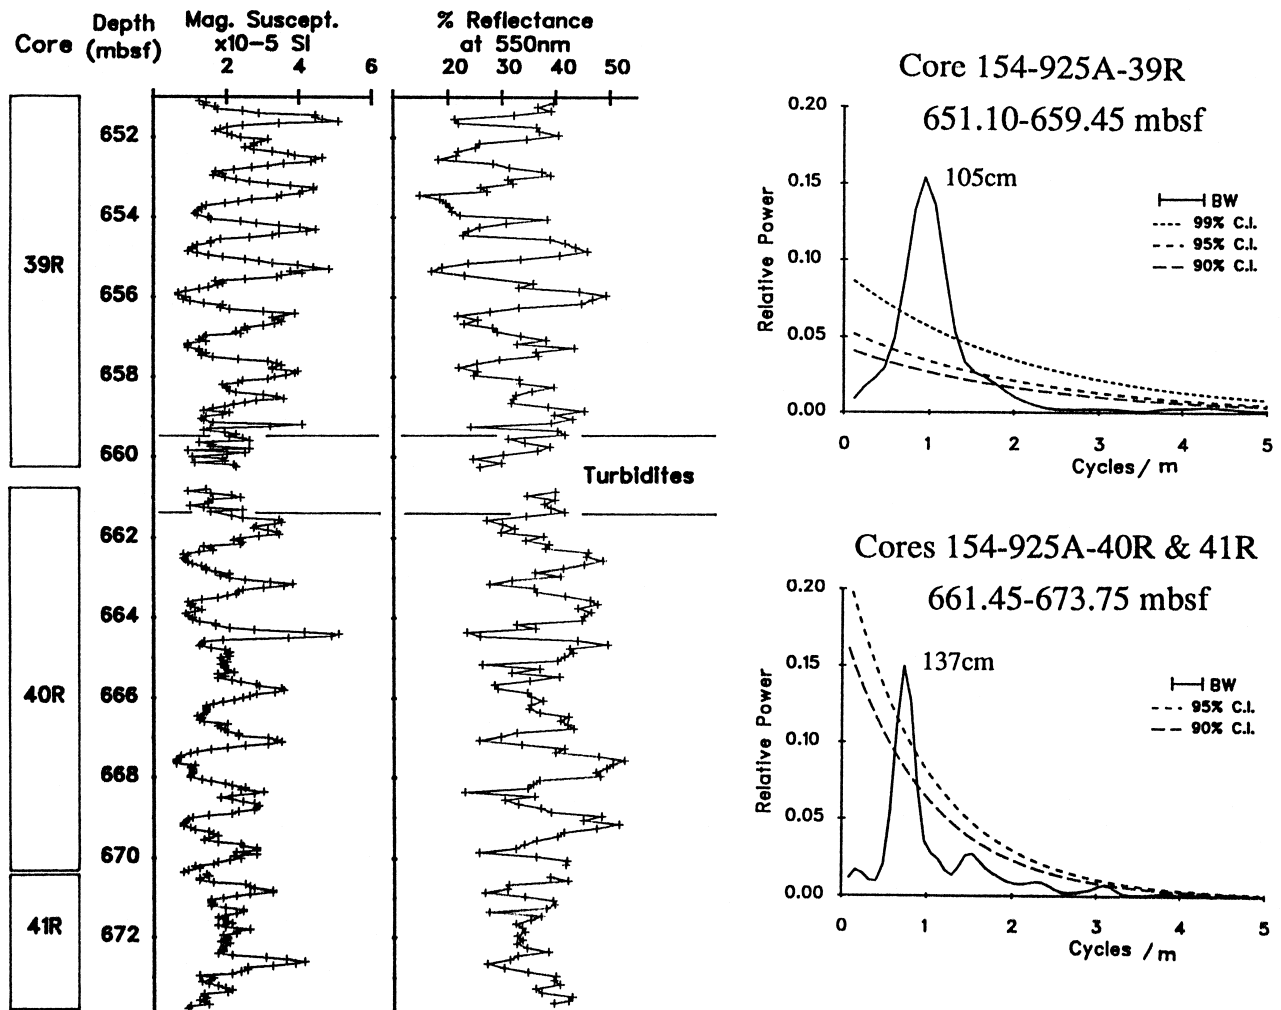 Core
Depth
(mbsf)
Mag. Suscept.
x10-5 SI
2 4 6
% Reflectance
at 550nm
20 30 40 50
39R
40R
41R
652
654
656
658
660
662
664
666
668
670
672
Turbidites
Core 154-925A-39R
651.10-659.45 mbsf
105cm
Relative Power
0.20
0.15
0.10
0.05
0.00
BW
99% C.I.
95% C.I.
90% C.I.
0 1 2 3 4 5
Cycles / m
Cores 154-925A-40R & 41R
661.45-673.75 mbsf
137cm
Relative Power
0.20
0.15
0.10
0.05
0.00
BW
95% C.I.
90% C.I.
0 1 2 3 4 5
Cycles / m